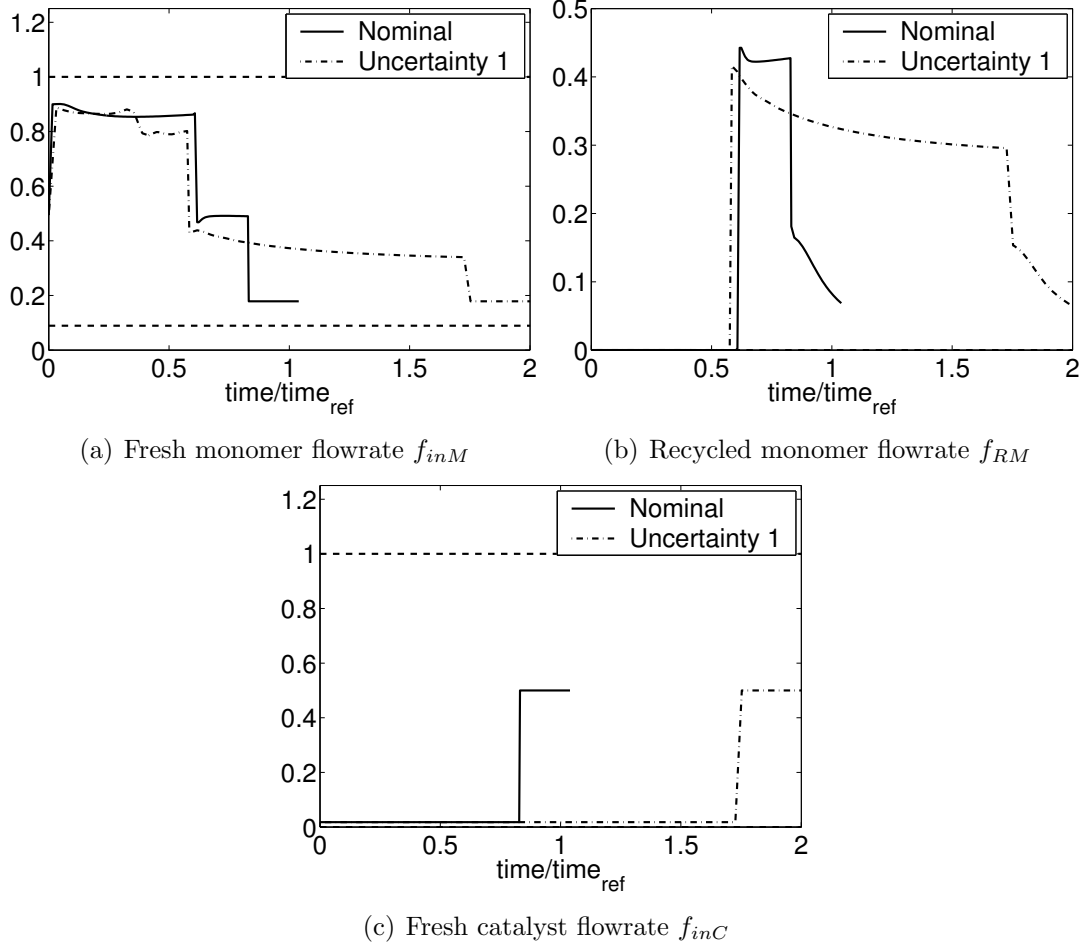 1.2
1
0.8
0.6
0.4
0.2
0
0
0.5
1
1.5
2
time/time_ref
Nominal
Uncertainty 1
(a) Fresh monomer flowrate f_inM
0.5
0.4
0.3
0.2
0.1
0
0
0.5
1
1.5
2
time/time_ref
Nominal
Uncertainty 1
(b) Recycled monomer flowrate f_RM
1.2
1
0.8
0.6
0.4
0.2
0
0
0.5
1
1.5
2
time/time_ref
Nominal
Uncertainty 1
(c) Fresh catalyst flowrate f_inC